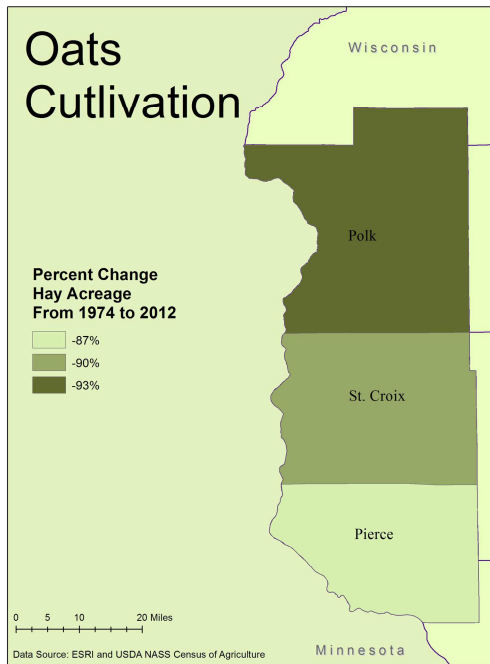 Oats
Cutlivation
Wisconsin
Polk
Percent Change
Hay Acreage
From 1974 to 2012
-87%
-90%
-93%
St. Croix
Pierce
0 5 10 20 Miles
Data Source: ESRI and USDA NASS Census of Agriculture
Minnesota